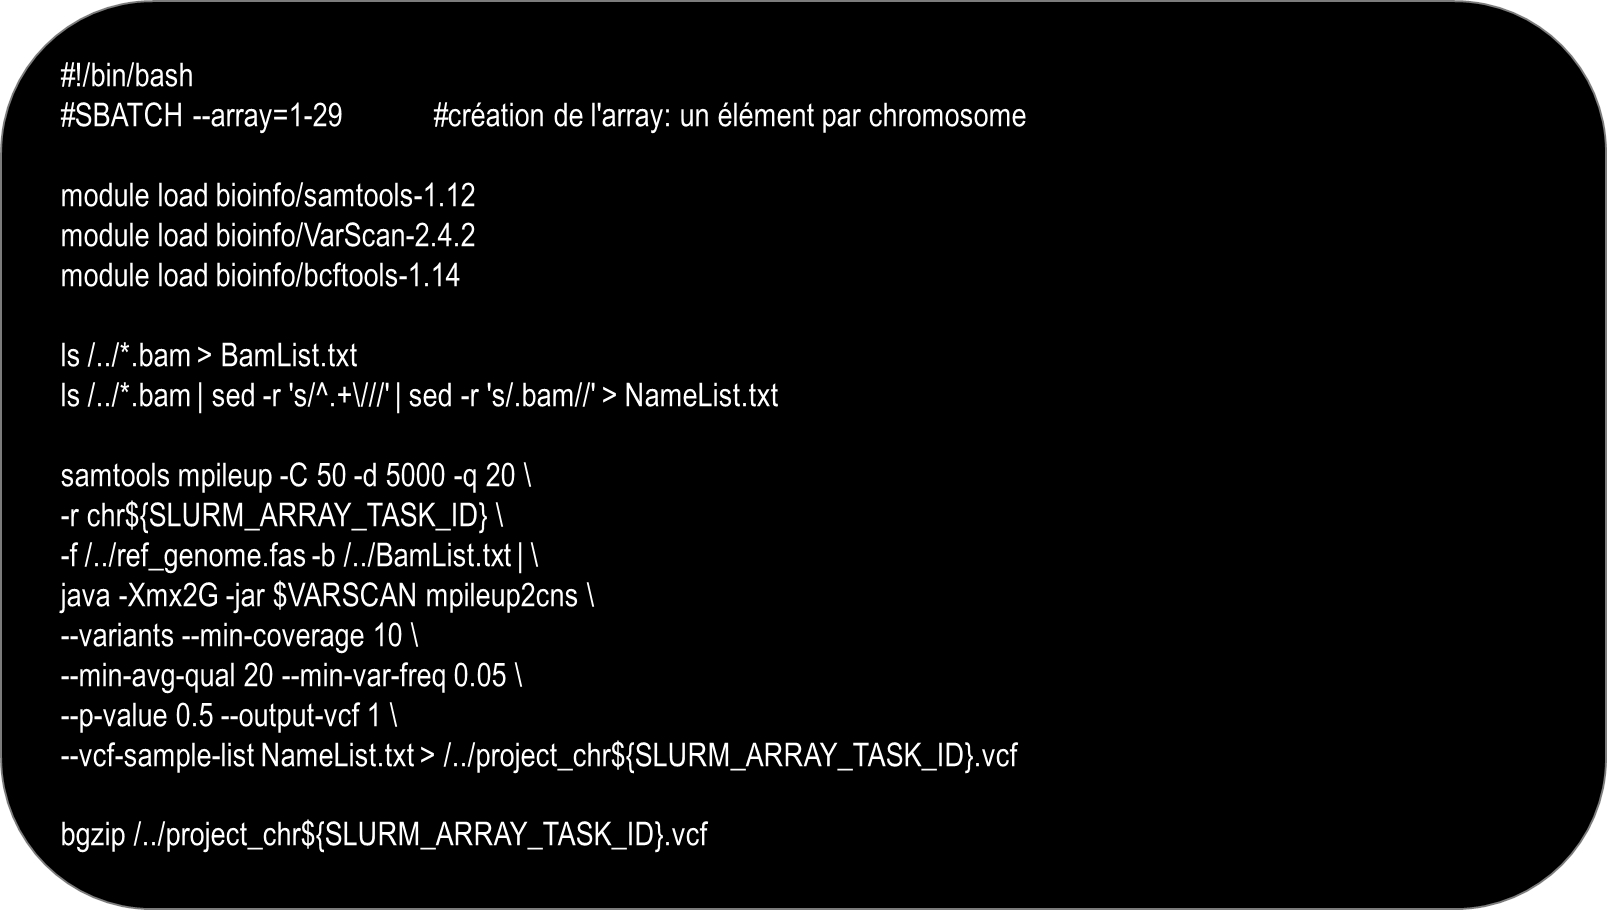 #!/bin/bash
#SBATCH --array=1-29 #création de l'array: un élément par chromosome
module load bioinfo/samtools-1.12
module load bioinfo/VarScan-2.4.2
module load bioinfo/bcftools-1.14
ls /../*.bam > BamList.txt
ls /../*.bam | sed -r 's/^.+\///' | sed -r 's/.bam//' > NameList.txt
samtools mpileup -C 50 -d 5000 -q 20 \
-r chr${SLURM_ARRAY_TASK_ID} \
-f /../ref_genome.fas -b /../BamList.txt | \
java -Xmx2G -jar $VARSCAN mpileup2cns \
--variants --min-coverage 10 \
--min-avg-qual 20 --min-var-freq 0.05 \
--p-value 0.5 --output-vcf 1 \
--vcf-sample-list NameList.txt > /../project_chr${SLURM_ARRAY_TASK_ID}.vcf
bgzip /../project_chr${SLURM_ARRAY_TASK_ID}.vcf